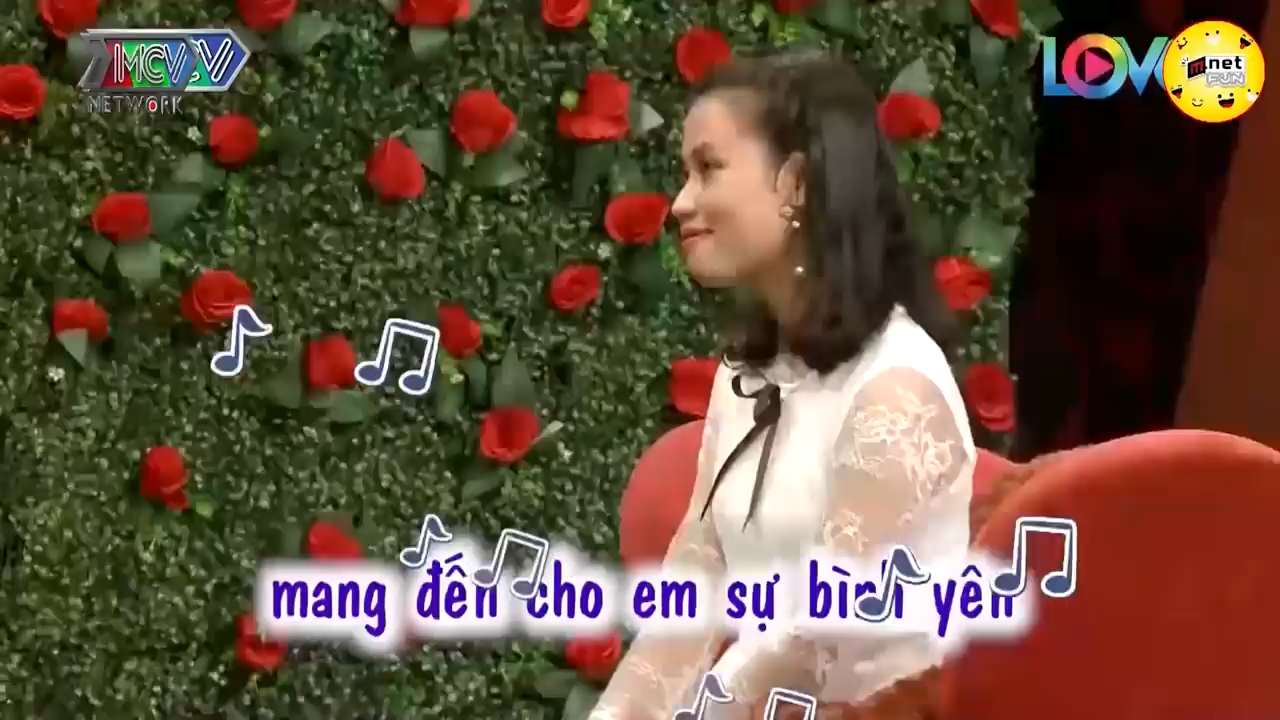 MCV.V
NETWORK
LOV
m.net
FUN
mang đến cho em sự bình yên